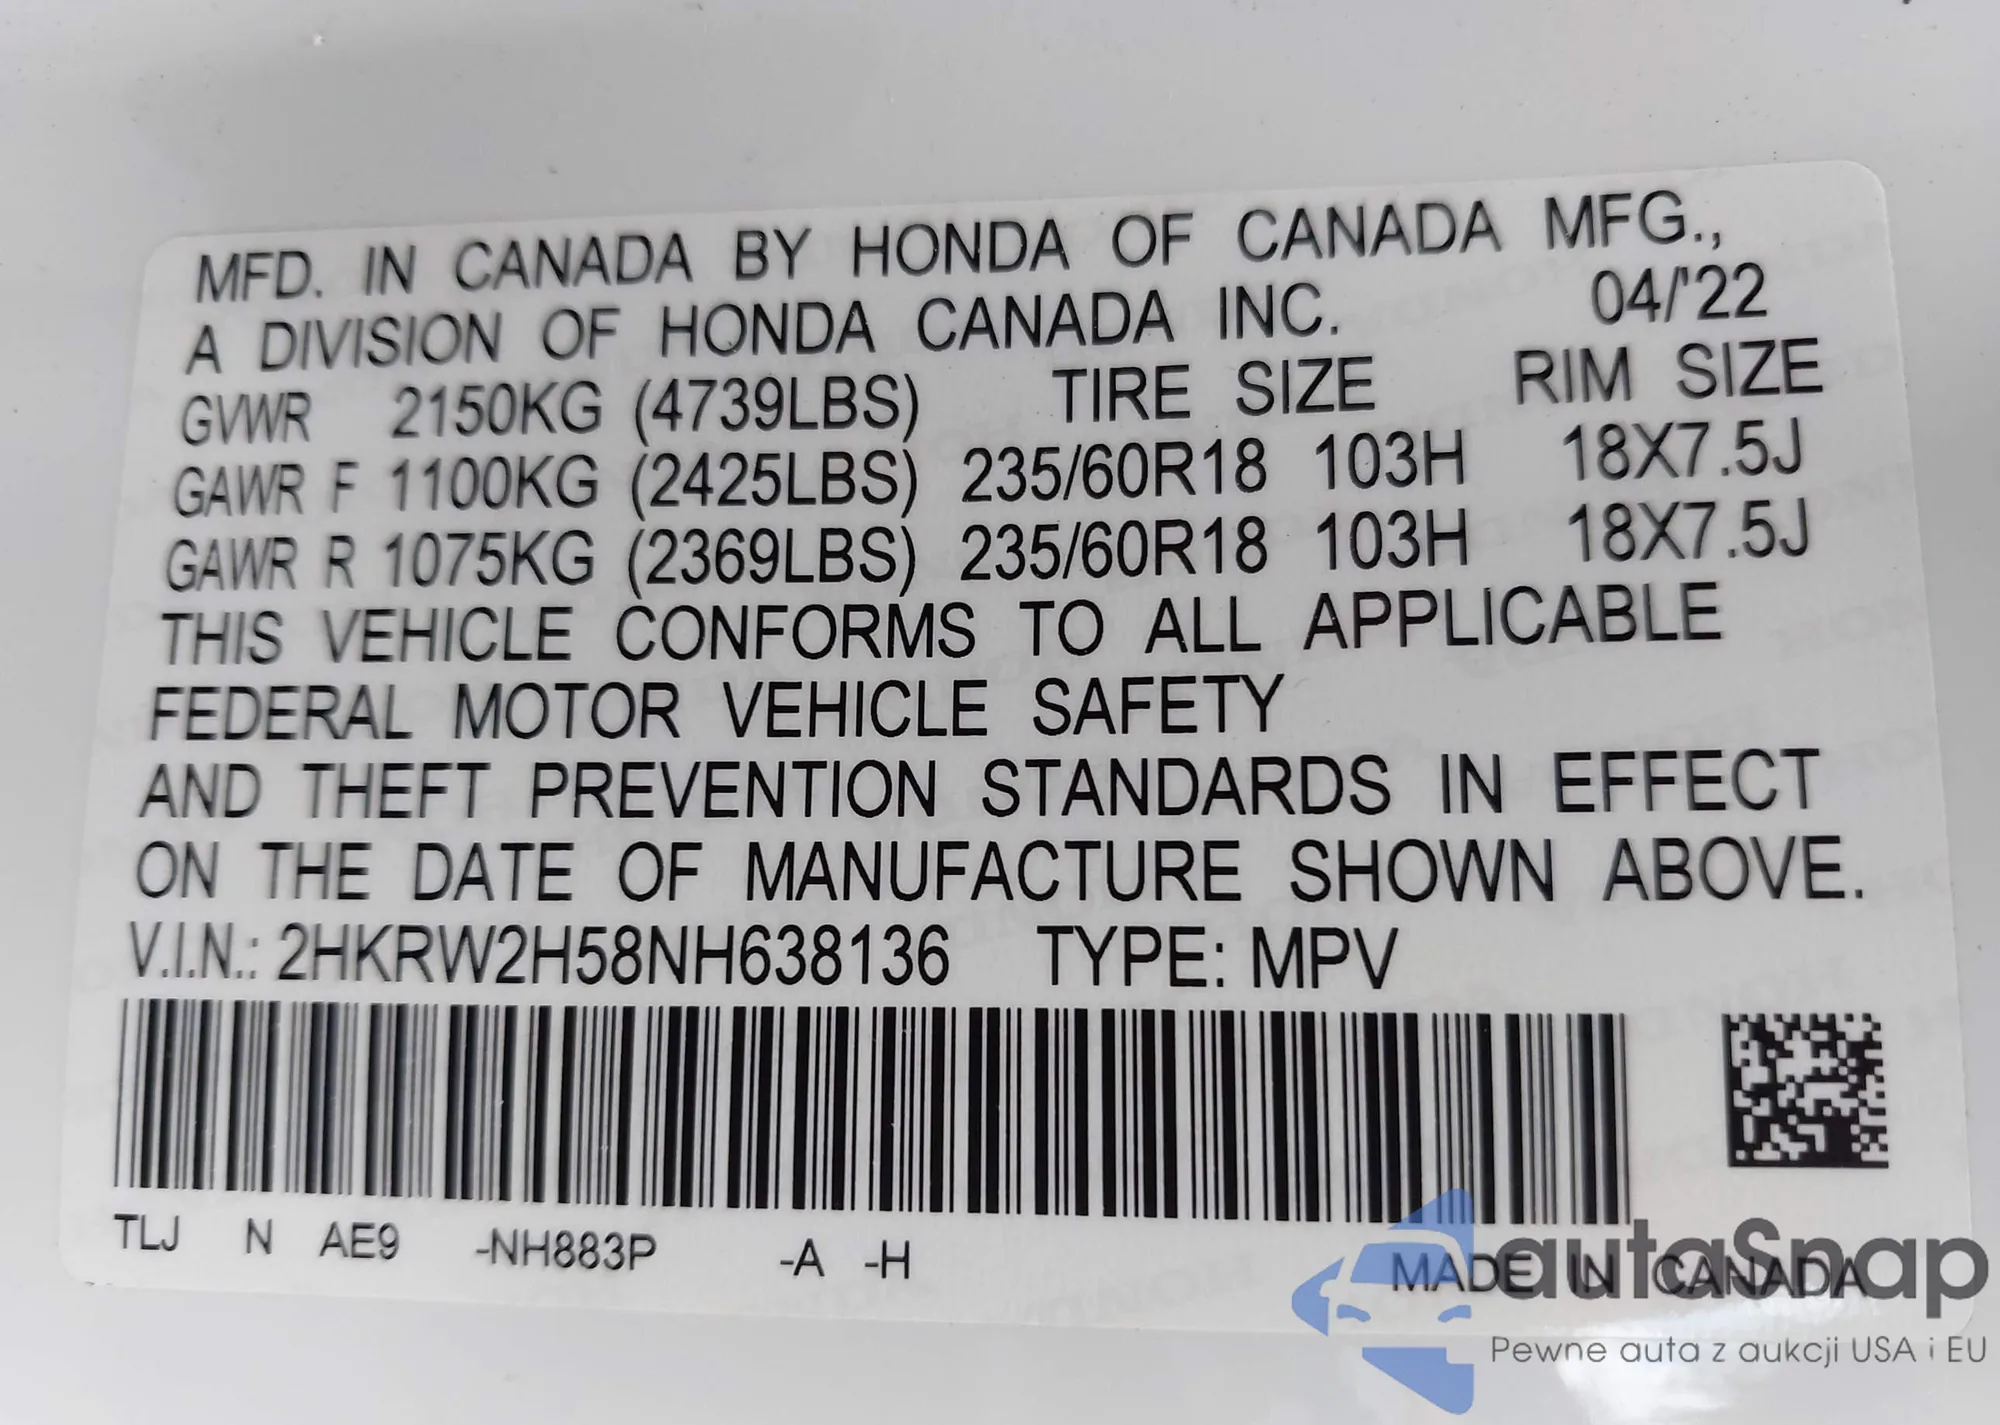 MFD. IN CANADA BY HONDA OF CANADA MFG.,
A DIVISION OF HONDA CANADA INC. 04/'22
GVWR 2150KG (4739LBS) TIRE SIZE RIM SIZE
GAWR F 1100KG (2425LBS) 235/60R18 103H 18X7.5J
GAWR R 1075KG (2369LBS) 235/60R18 103H 18X7.5J
THIS VEHICLE CONFORMS TO ALL APPLICABLE
FEDERAL MOTOR VEHICLE SAFETY
AND THEFT PREVENTION STANDARDS IN EFFECT
ON THE DATE OF MANUFACTURE SHOWN ABOVE.
V.I.N.: 2HKRW2H58NH638136 TYPE: MPV
TLJ N AE9 -NH883P -A -H MADE IN CANADA
autaSnap
Pewne auta z aukcji USA i EU